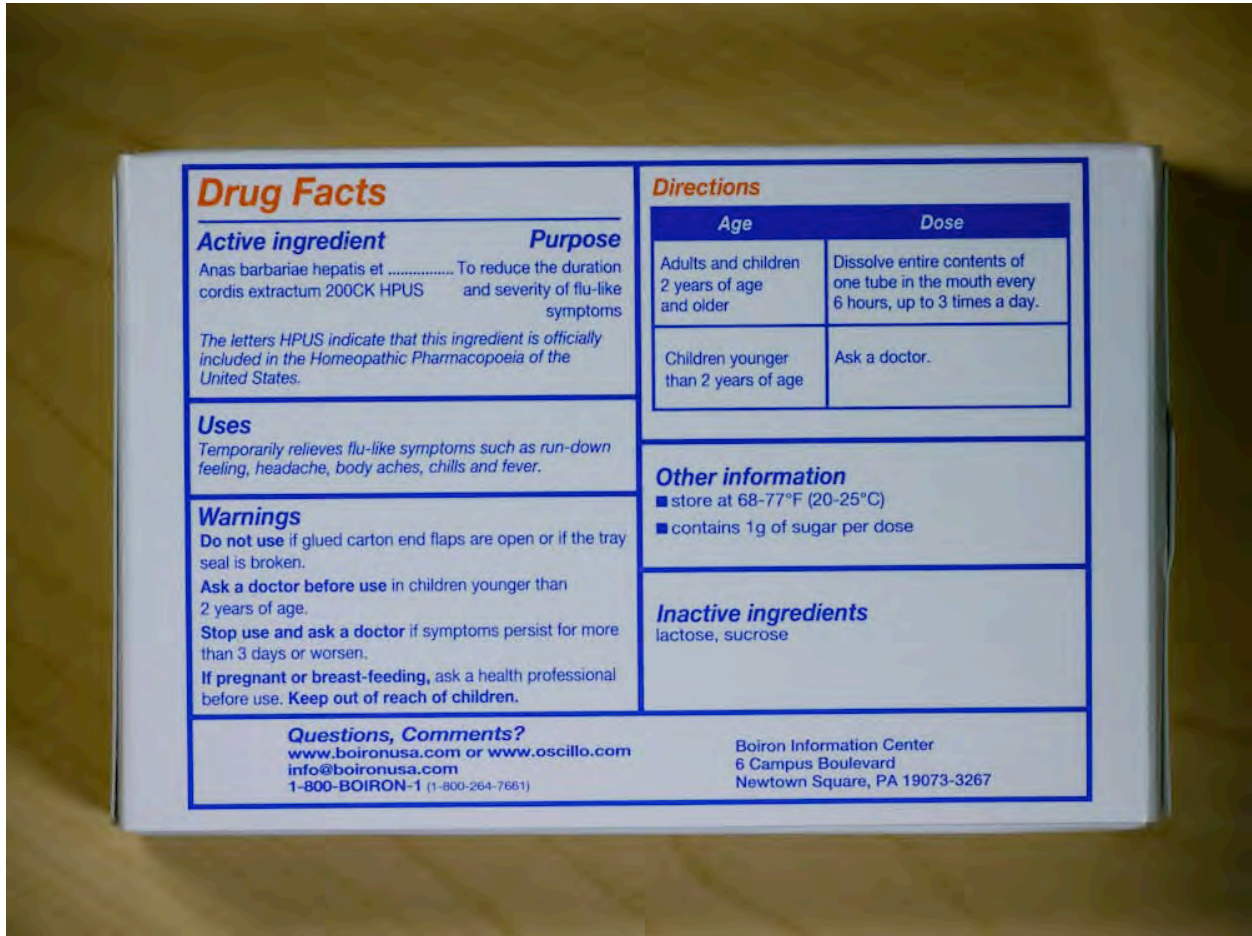 Drug Facts
Active ingredient Purpose
Anas barbariae hepatis et ................ To reduce the duration
cordis extractum 200CK HPUS and severity of flu-like
symptoms
The letters HPUS indicate that this ingredient is officially
included in the Homeopathic Pharmacopoeia of the
United States.
Uses
Temporarily relieves flu-like symptoms such as run-down
feeling, headache, body aches, chills and fever.
Warnings
Do not use if glued carton end flaps are open or if the tray
seal is broken.
Ask a doctor before use in children younger than
2 years of age.
Stop use and ask a doctor if symptoms persist for more
than 3 days or worsen.
If pregnant or breast-feeding, ask a health professional
before use. Keep out of reach of children.
Directions
Age Dose
Adults and children
2 years of age
and older
Dissolve entire contents of
one tube in the mouth every
6 hours, up to 3 times a day.
Children younger
than 2 years of age
Ask a doctor.
Other information
■ store at 68-77°F (20-25°C)
■ contains 1g of sugar per dose
Inactive ingredients
lactose, sucrose
Questions, Comments?
www.boironusa.com or www.oscillo.com
info@boironusa.com
1-800-BOIRON-1 (1-800-264-7661)
Boiron Information Center
6 Campus Boulevard
Newtown Square, PA 19073-3267